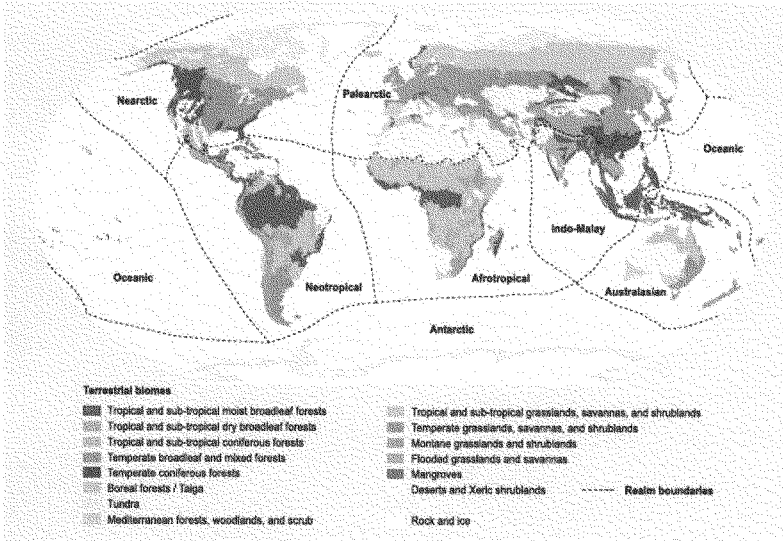 Nearctic
Palearctic
Oceanic
Indo-Malay
Oceanic
Neotropical
Afrotropical
Australasian
Antarctic
Terrestrial biomes
Tropical and sub-tropical moist broadleaf forests
Tropical and sub-tropical dry broadleaf forests
Tropical and sub-tropical coniferous forests
Temperate broadleaf and mixed forests
Temperate coniferous forests
Boreal forests / Taiga
Tundra
Mediterranean forests, woodlands, and scrub
Tropical and sub-tropical grasslands, savannas, and shrublands
Temperate grasslands, savannas, and shrublands
Montane grasslands and shrublands
Flooded grasslands and savannas
Mangroves
Deserts and Xeric shrublands
Realm boundaries
Rock and ice